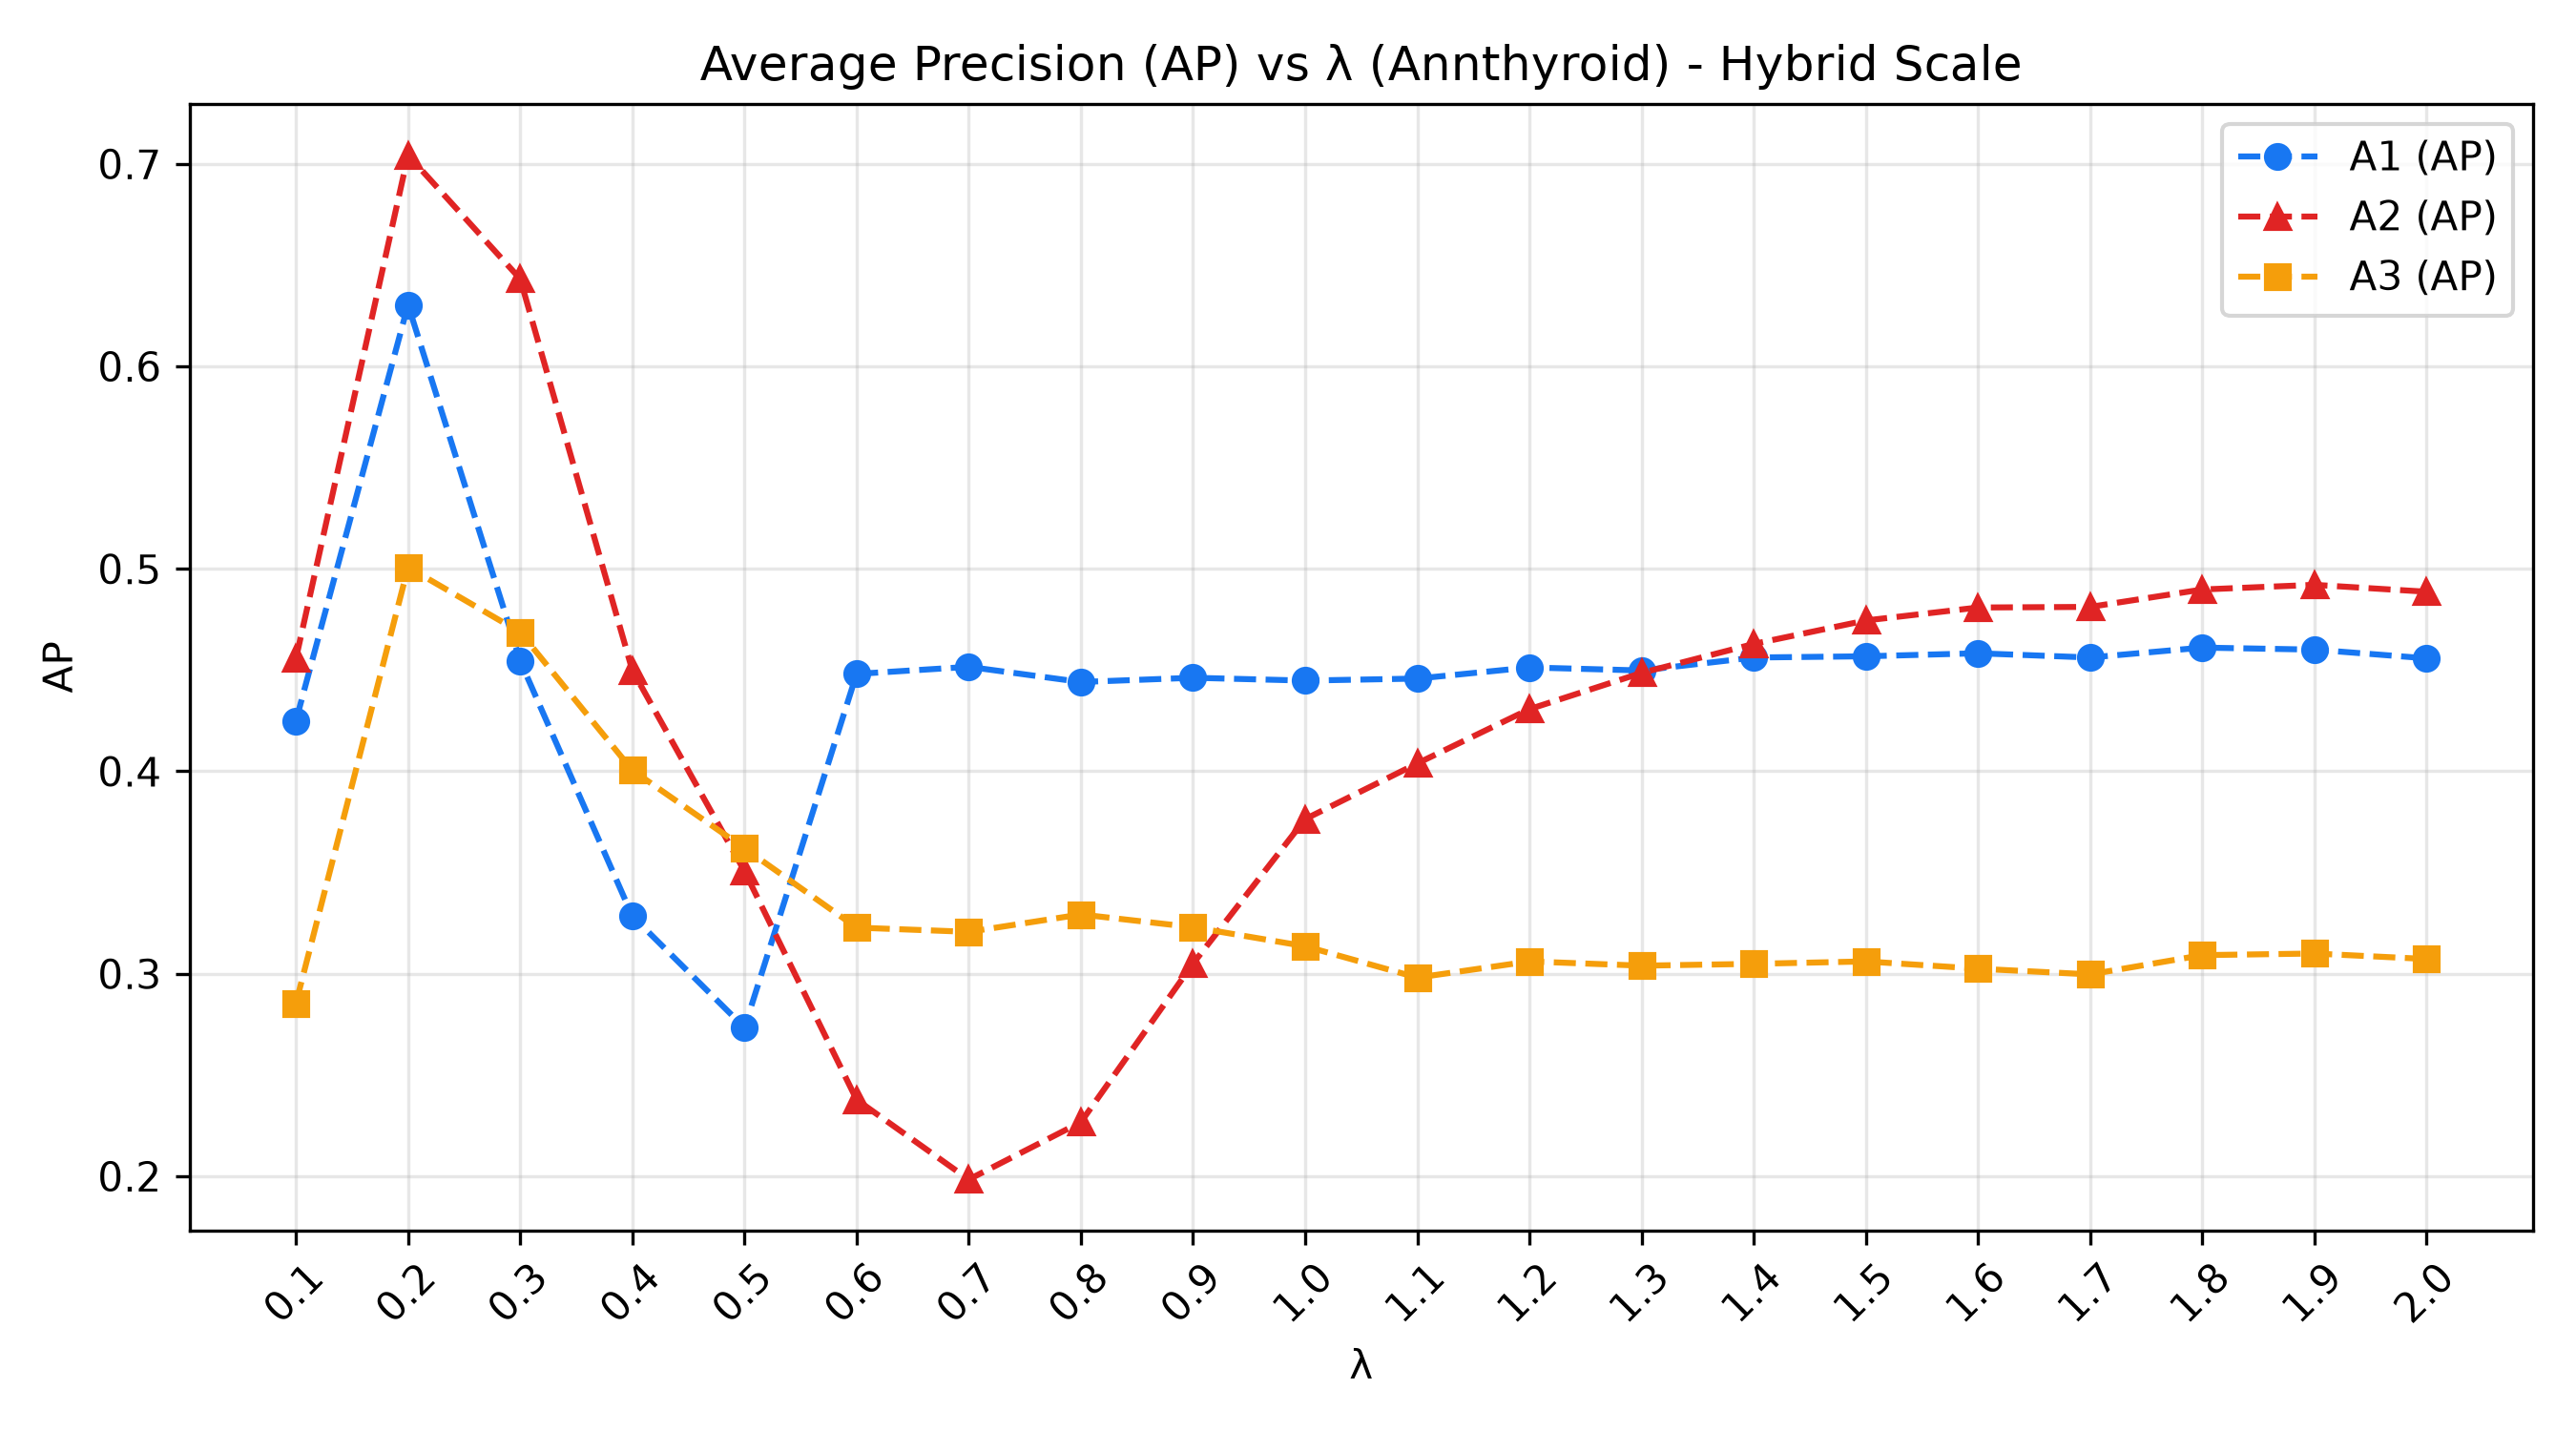 Average Precision (AP) vs λ (Annthyroid) - Hybrid Scale
A1 (AP)
A2 (AP)
A3 (AP)
AP
0.7
0.6
0.5
0.4
0.3
0.2
0.1 0.2 0.3 0.4 0.5 0.6 0.7 0.8 0.9 1.0 1.1 1.2 1.3 1.4 1.5 1.6 1.7 1.8 1.9 2.0
λ